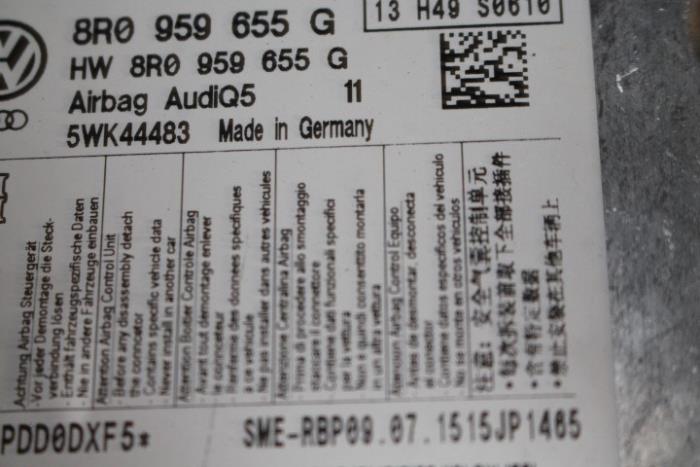 13 H49 S0610
8R0 959 655 G
HW 8R0 959 655 G
Airbag AudiQ5 11
5WK44483 Made in Germany
Achtung Airbag Steuergerät
-Vor jeder Demontage die Steck-
verbindung lösen
- Enthält fahrzeugspezifische Daten
Nie in andere Fahrzeuge einbauen
Attention Airbag Control Unit
- Before any disassembly detach
the connector
- Contains specific vehicle data
Never install in another car
Attention Boîtier Contrôle Airbag
- Avant tout démontage enlever
le connecteur
- Renferme des données spécifiques
à ce véhicule
- Ne pas installer dans autres véhicules
Attenzione Centralina Airbag
- Prima di procedere allo smontaggio
staccare il connettore
- Contiene dati funzionali specifici
per la vettura
- Non e quindi consentito montarla
in un altra vettura
Atencion Airbag Control Equipo
- Antes de desmontar, desconecta
el conector
- Contiene datos específicos del vehículo
- No se monte en otros vehículos
注意: 安全气囊控制单元
• 每次拆装前取下全部接插件
• 含有特定数据
• 禁止安装在其他车辆上
PDD0DXF5*
SME-RBP09.07.1515JP1465